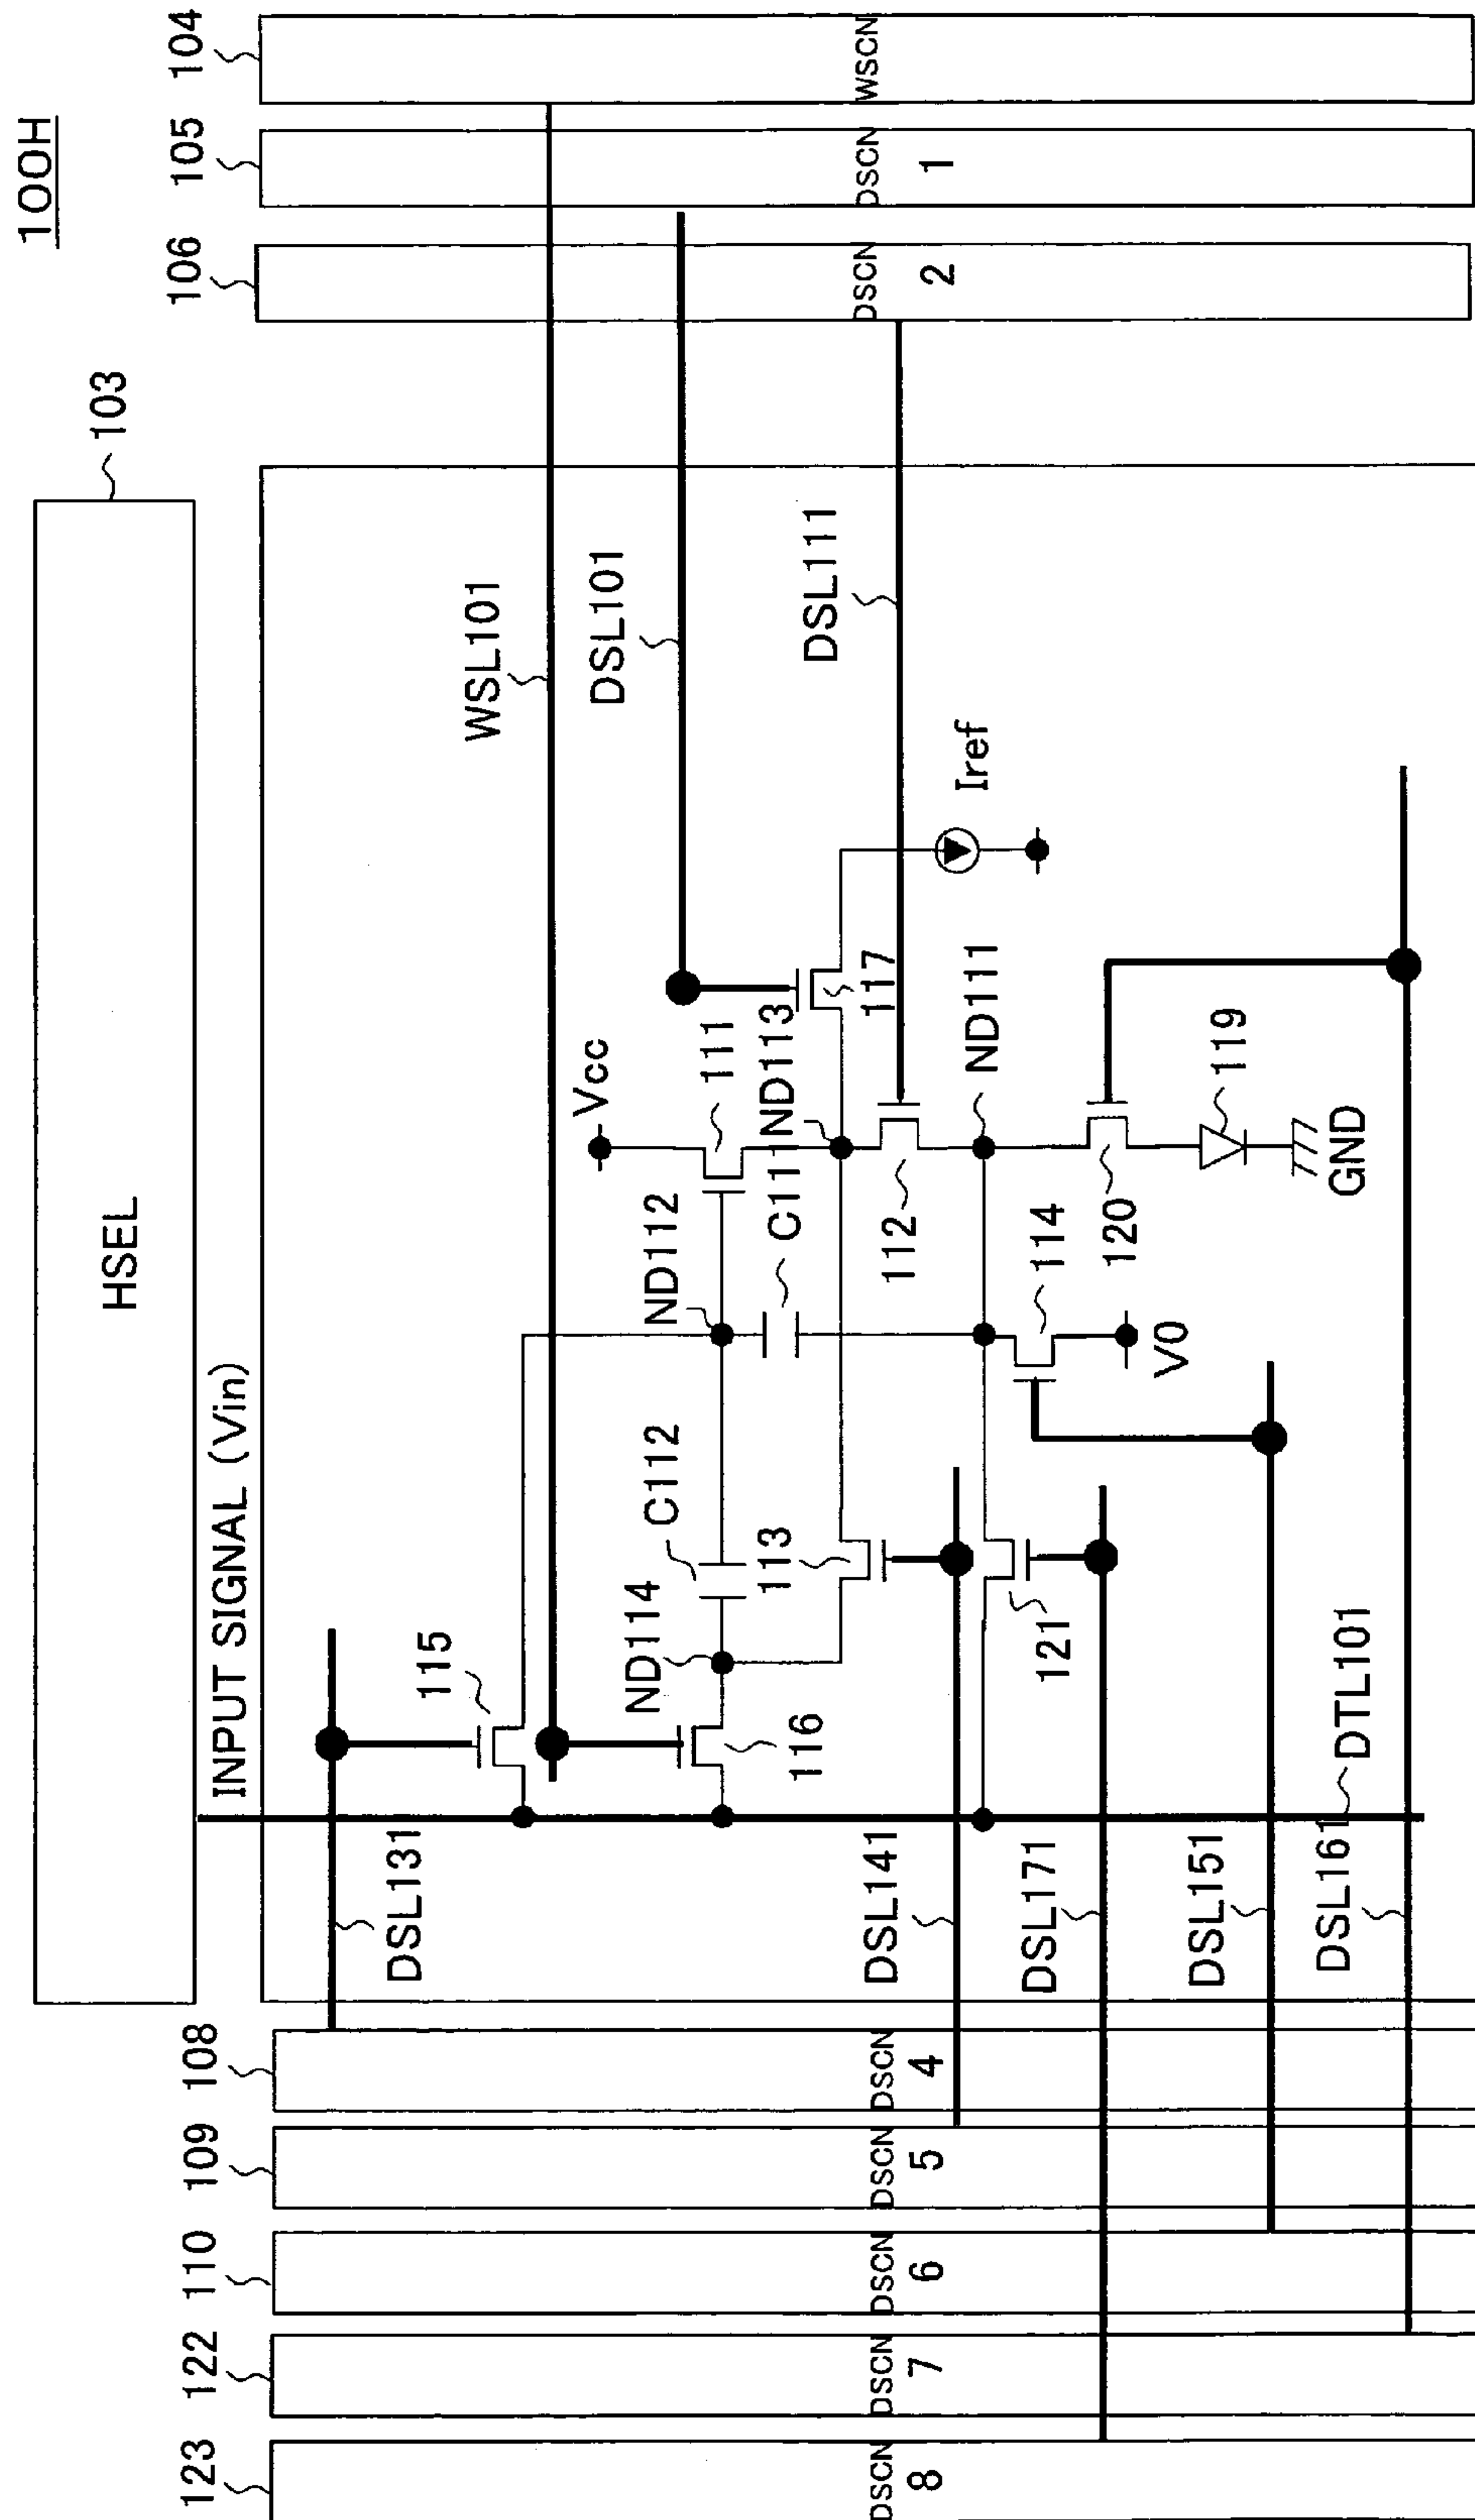 100H
103
HSEL
INPUT SIGNAL (Vin)
123
122
110
109
108
106
105
104
DSCN
8
DSCN
7
DSCN
6
DSCN
5
DSCN
4
DSCN
2
DSCN
1
WSCN
DSL131
115
WSL101
DSL101
DSL111
Vcc
111
ND112
C112
ND114
116
113
C111
ND113
117
Iref
112
ND111
DSL141
121
114
V0
120
119
GND
DSL171
DSL151
DSL161
DTL101